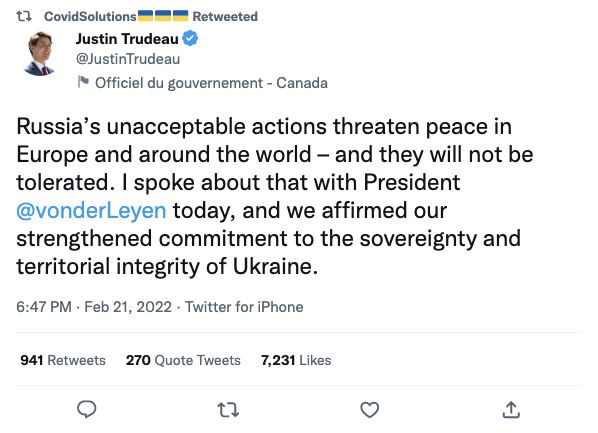 CovidSolutions🇺🇦🇺🇦🇺🇦 Retweeted
Justin Trudeau
@JustinTrudeau
Officiel du gouvernement - Canada
Russia’s unacceptable actions threaten peace in
Europe and around the world – and they will not be
tolerated. I spoke about that with President
@vonderLeyen today, and we affirmed our
strengthened commitment to the sovereignty and
territorial integrity of Ukraine.
6:47 PM · Feb 21, 2022 · Twitter for iPhone
941 Retweets 270 Quote Tweets 7,231 Likes